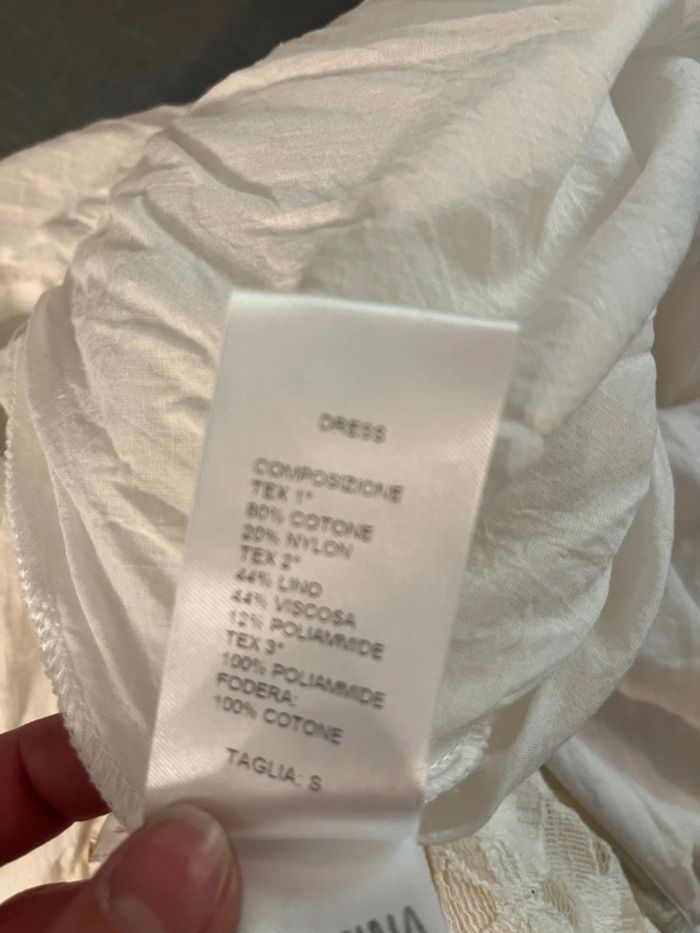 DRESS
COMPOSIZIONE
TEX 1°
80% COTONE
20% NYLON
TEX 2°
44% LINO
44% VISCOSA
12% POLIAMMIDE
TEX 3°
100% POLIAMMIDE
FODERA:
100% COTONE
TAGLIA: S